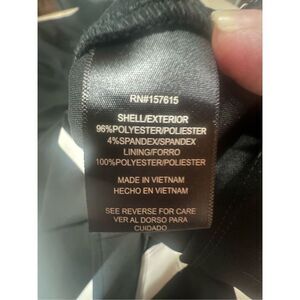 RN#157615
SHELL/EXTERIOR
96%POLYESTER/POLIESTER
4%SPANDEX/SPANDEX
LINING/FORRO
100%POLYESTER/POLIESTER
MADE IN VIETNAM
HECHO EN VIETNAM
SEE REVERSE FOR CARE
VER AL DORSO PARA
CUIDADO